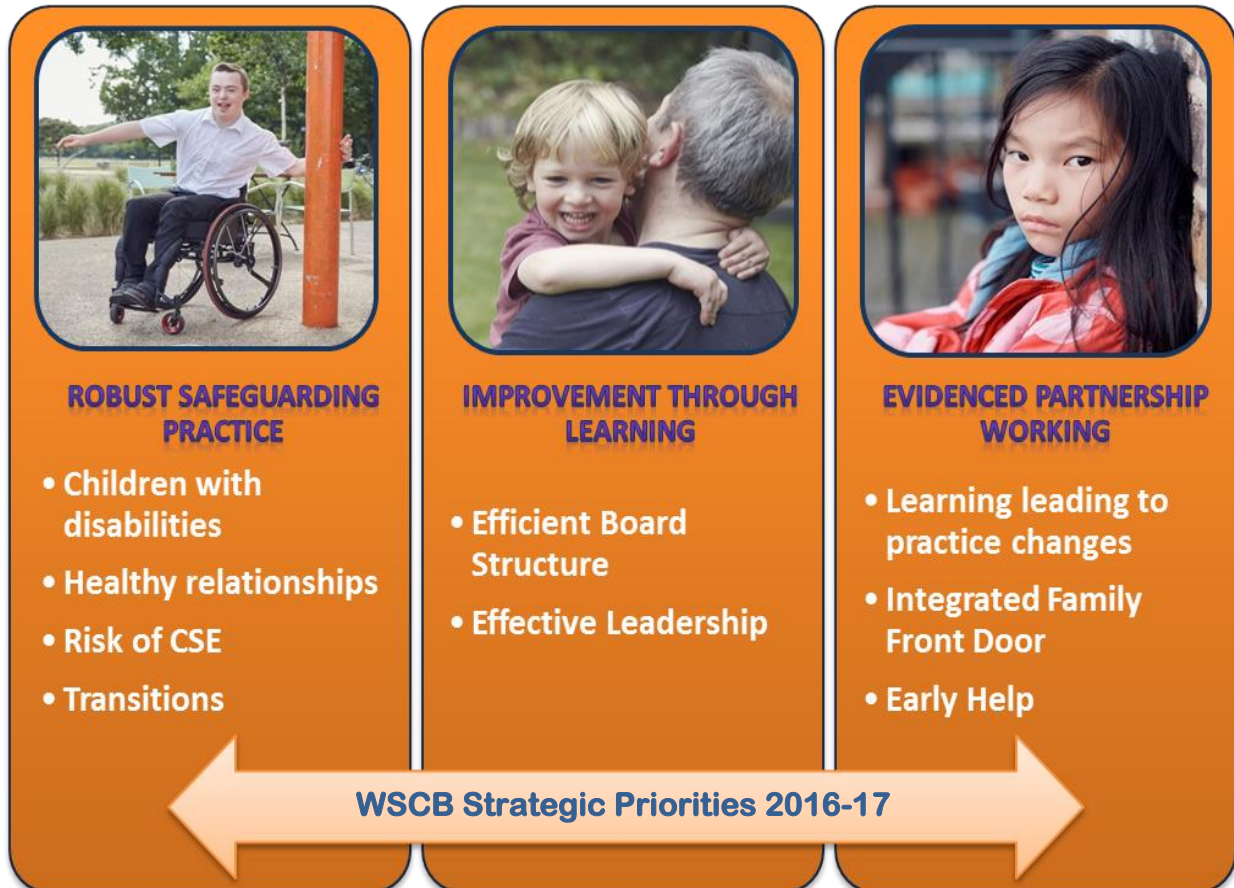 ROBUST SAFEGUARDING
PRACTICE
• Children with
disabilities
• Healthy relationships
• Risk of CSE
• Transitions
IMPROVEMENT THROUGH
LEARNING
• Efficient Board
Structure
• Effective Leadership
EVIDENCED PARTNERSHIP
WORKING
• Learning leading to
practice changes
• Integrated Family
Front Door
• Early Help
WSCB Strategic Priorities 2016-17